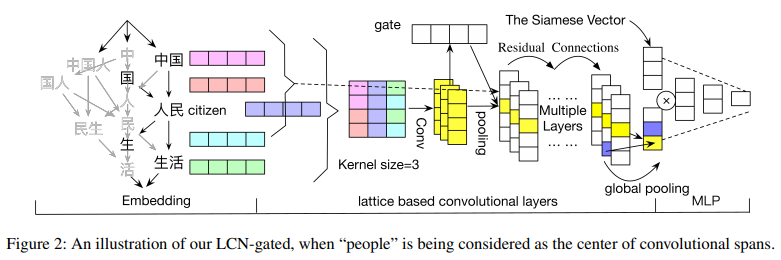 gate
The Siamese Vector
Residual Connections
中
中国
中国人
国
国人
人
人民 citizen
民
民生
生
生活
活
Conv
pooling
Multiple
Layers
... ...
... ...
×
Kernel size=3
global pooling
Embedding
lattice based convolutional layers
MLP
Figure 2: An illustration of our LCN-gated, when “people” is being considered as the center of convolutional spans.